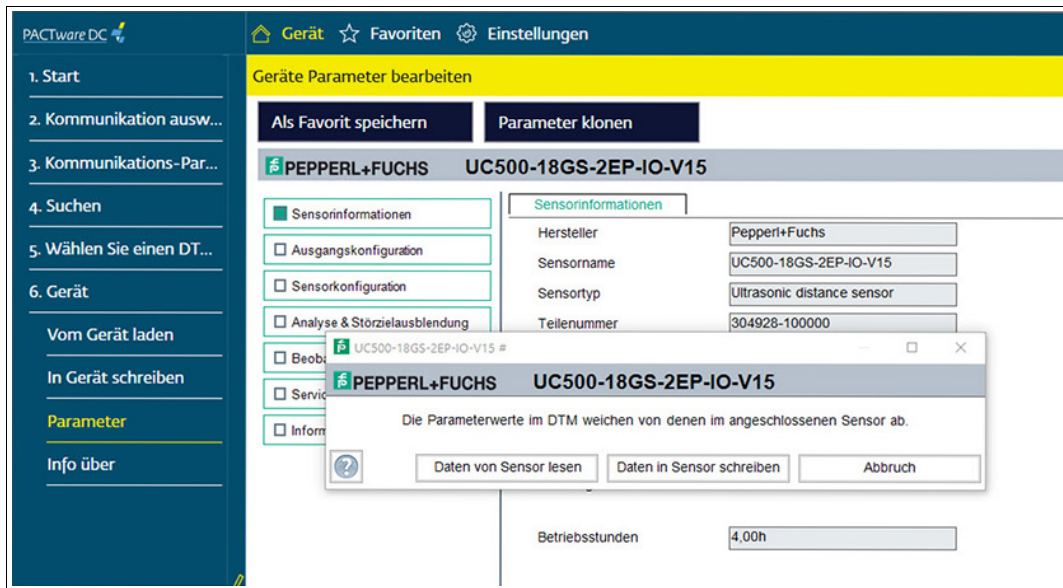 PACTware DC
Gerät Favoriten Einstellungen
1. Start
2. Kommunikation ausw...
3. Kommunikations-Par...
4. Suchen
5. Wählen Sie einen DT...
6. Gerät
Vom Gerät laden
In Gerät schreiben
Parameter
Info über
Geräte Parameter bearbeiten
Als Favorit speichern
Parameter klonen
PEPPERL+FUCHS UC500-18GS-2EP-IO-V15
Sensorinformationen
Ausgangskonfiguration
Sensorkonfiguration
Analyse & Störzielausblendung
Beob
Servic
Inform
Sensorinformationen
Hersteller Pepperl+Fuchs
Sensorname UC500-18GS-2EP-IO-V15
Sensortyp Ultrasonic distance sensor
Teilenummer 304928-100000
UC500-18GS-2EP-IO-V15 #
PEPPERL+FUCHS UC500-18GS-2EP-IO-V15
Die Parameterwerte im DTM weichen von denen im angeschlossenen Sensor ab.
Daten von Sensor lesen
Daten in Sensor schreiben
Abbruch
Betriebsstunden 4,00h